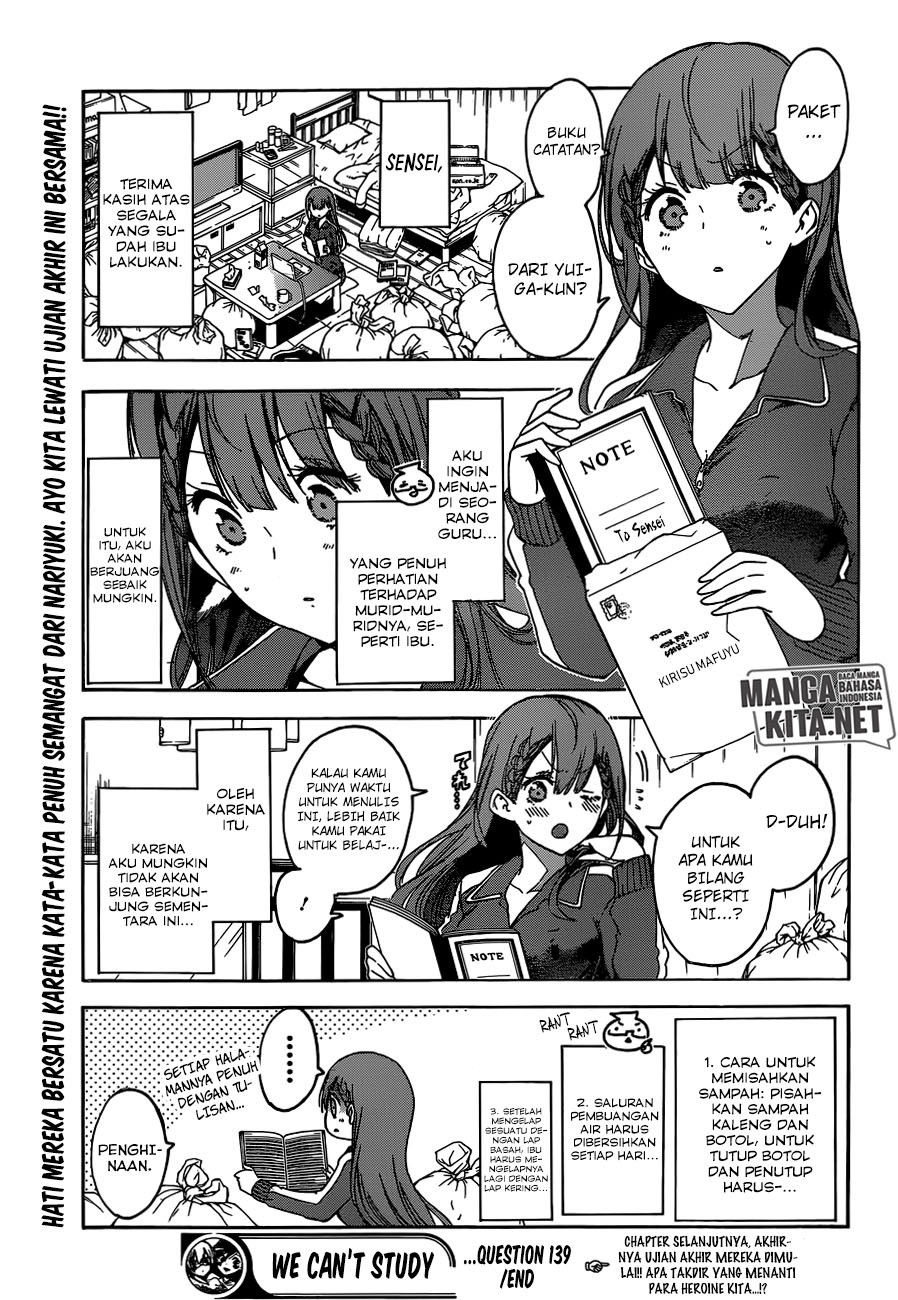 PAKET
...
BUKU
CATATAN?
DARI YUI-
GA-KUN?
SENSEI,
TERIMA
KASIH ATAS
SEGALA
YANG SU-
DAH IBU
LAKUKAN.
NOTE
To Sensei
KIRISU MAFUYU
AKU
INGIN
MENJA-
DI SEO-
RANG
GURU...
YANG PENUH
PERHATIAN
TERHADAP
MURID-MU-
RIDNYA, SE-
PERTI IBU.
UNTUK
ITU, AKU
AKAN
BERJUANG
SEBAIK
MUNGKIN.
MANGA
KITA.NET
BACA MANGA
BAHASA
INDONESIA
D-DUH!
UNTUK
APA KAMU
BILANG
SEPERTI
INI...?
てれ...
NOTE
KALAU KAMU
PUNYA WAKTU
UNTUK MENULIS
INI, LEBIH BAIK
KAMU PAKAI
UNTUK BELAJ-...
!
OLEH
KARENA
ITU,
KARENA
AKU MUNGKIN
TIDAK AKAN
BISA BERKUN-
JUNG SEMEN-
TARA INI...
1. CARA UNTUK
MEMISAHKAN
SAMPAH: PISAH-
KAN SAMPAH
KALENG DAN
BOTOL, UNTUK
TUTUP BOTOL
DAN PENUTUP
HARUS-...
RANT
RANT
2. SALURAN
PEMBUANGAN
AIR HARUS
DIBERSIHKAN
SETIAP HARI...
3. SETELAH
MENGELAP
SESUATU DE-
NGAN LAP
BASAH, IBU
HARUS ME-
NGELAPNYA
LAGI DENGAN
LAP KERING...
......
SETIAP HALA-
MANNYA PENUH
DENGAN TU-
LISAN...
PENGHI-
NAAN.
HATI MEREKA BERSATU KARENA KATA-KATA PENUH SEMANGAT DARI NARIYUKI. AYO KITA LEWATI UJIAN AKHIR INI BERSAMA!!
WE CAN'T STUDY
...QUESTION 139
/END
☞
CHAPTER SELANJUTNYA, AKHIR-
NYA UJIAN AKHIR MEREKA DIMU-
LAI!! APA TAKDIR YANG MENANTI
PARA HEROINE KITA...!?